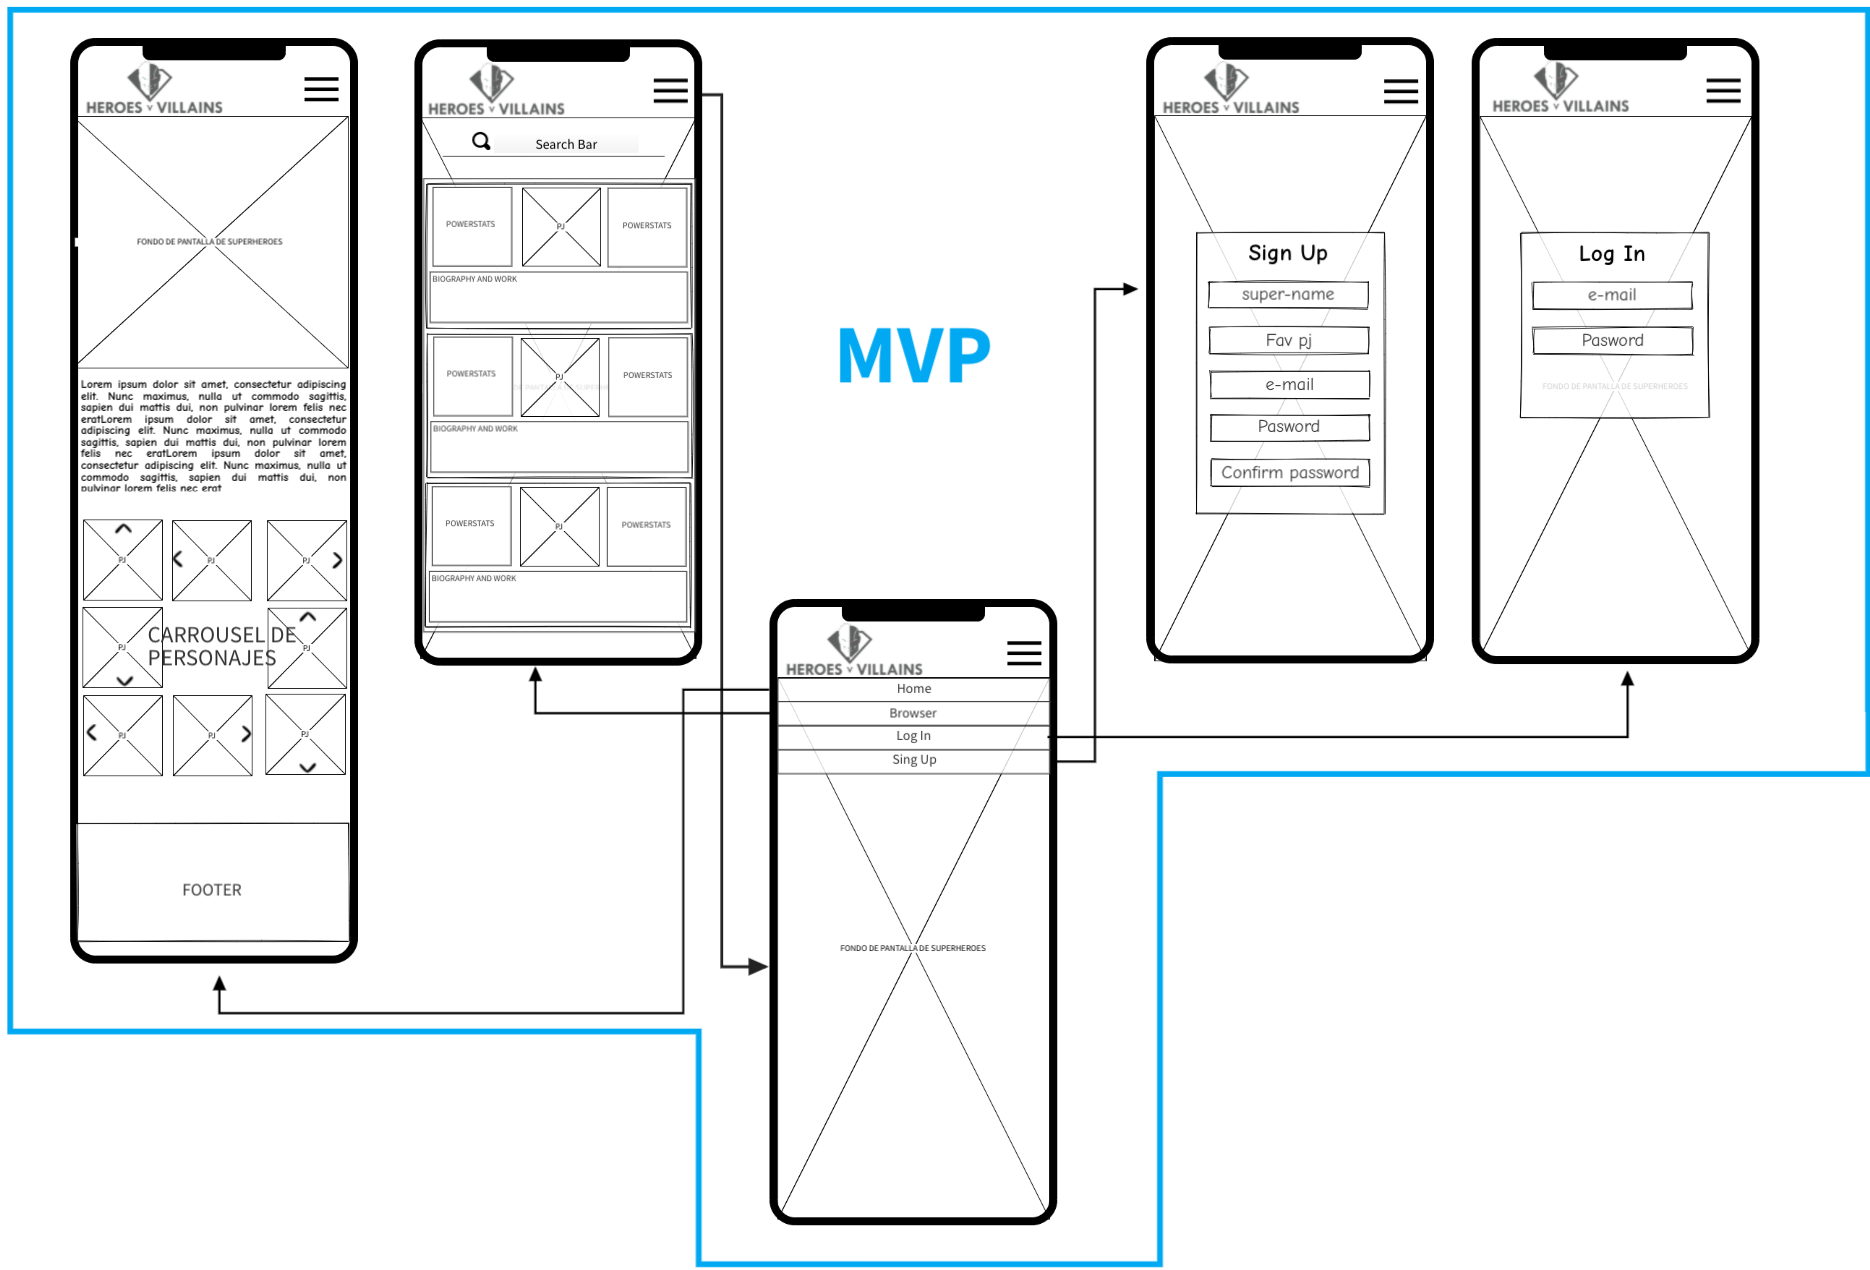 HEROES v VILLAINS
FONDO DE PANTALLA DE SUPERHEROES
Lorem ipsum dolor sit amet, consectetur adipiscing
elit. Nunc maximus, nulla ut commodo sagittis,
sapien dui mattis dui, non pulvinar lorem felis nec
eratLorem ipsum dolor sit amet, consectetur
adipiscing elit. Nunc maximus, nulla ut commodo
sagittis, sapien dui mattis dui, non pulvinar lorem
felis nec eratLorem ipsum dolor sit amet,
consectetur adipiscing elit. Nunc maximus, nulla ut
commodo sagittis, sapien dui mattis dui, non
pulvinar lorem felis nec erat
PJ
PJ
PJ
PJ
CARROUSEL DE
PERSONAJES
PJ
PJ
PJ
PJ
FOOTER
HEROES v VILLAINS
Search Bar
POWERSTATS
PJ
POWERSTATS
BIOGRAPHY AND WORK
POWERSTATS
PJ
POWERSTATS
DE PANTALLA DE SUPERHE
BIOGRAPHY AND WORK
POWERSTATS
PJ
POWERSTATS
BIOGRAPHY AND WORK
MVP
HEROES v VILLAINS
Home
Browser
Log In
Sing Up
FONDO DE PANTALLA DE SUPERHEROES
HEROES v VILLAINS
Sign Up
super-name
Fav pj
e-mail
Pasword
Confirm password
HEROES v VILLAINS
Log In
e-mail
Pasword
FONDO DE PANTALLA DE SUPERHEROES